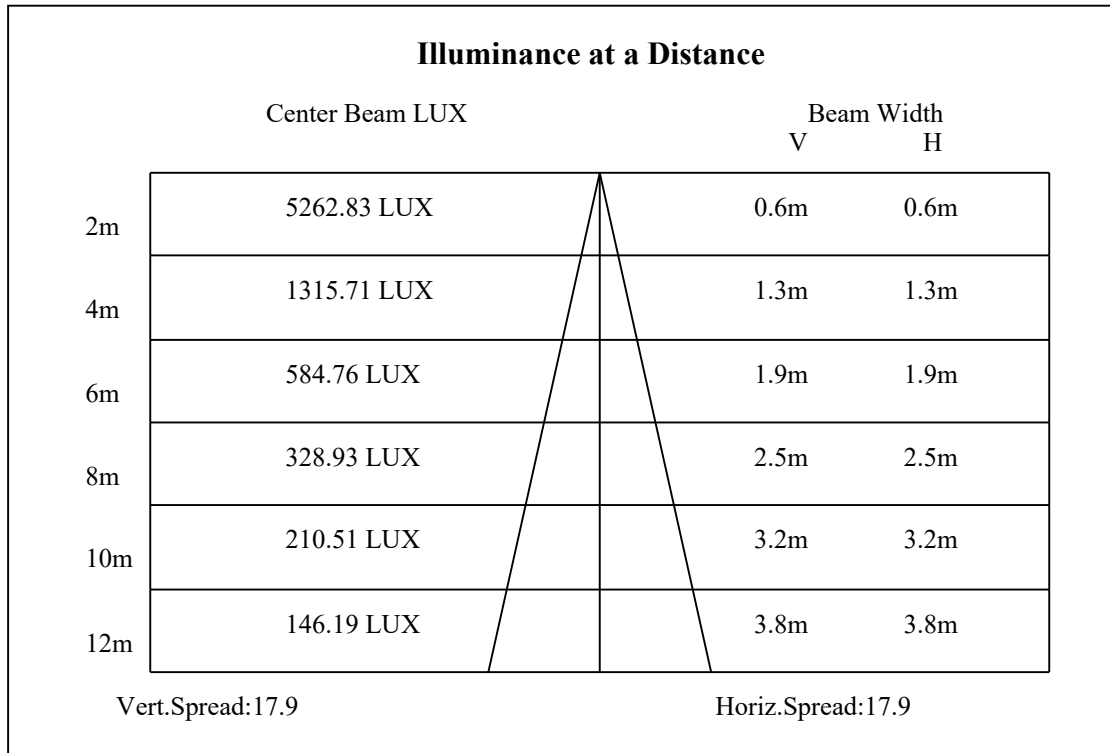 Illuminance at a Distance
Center Beam LUX Beam Width
V H
2m 5262.83 LUX 0.6m 0.6m
4m 1315.71 LUX 1.3m 1.3m
6m 584.76 LUX 1.9m 1.9m
8m 328.93 LUX 2.5m 2.5m
10m 210.51 LUX 3.2m 3.2m
12m 146.19 LUX 3.8m 3.8m
Vert.Spread:17.9 Horiz.Spread:17.9